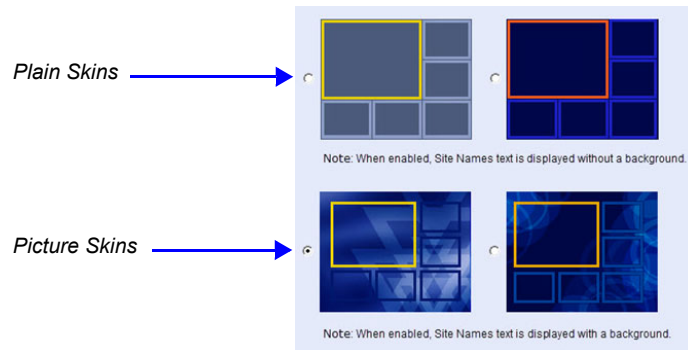 Plain Skins
Note: When enabled, Site Names text is displayed without a background.
Picture Skins
Note: When enabled, Site Names text is displayed with a background.